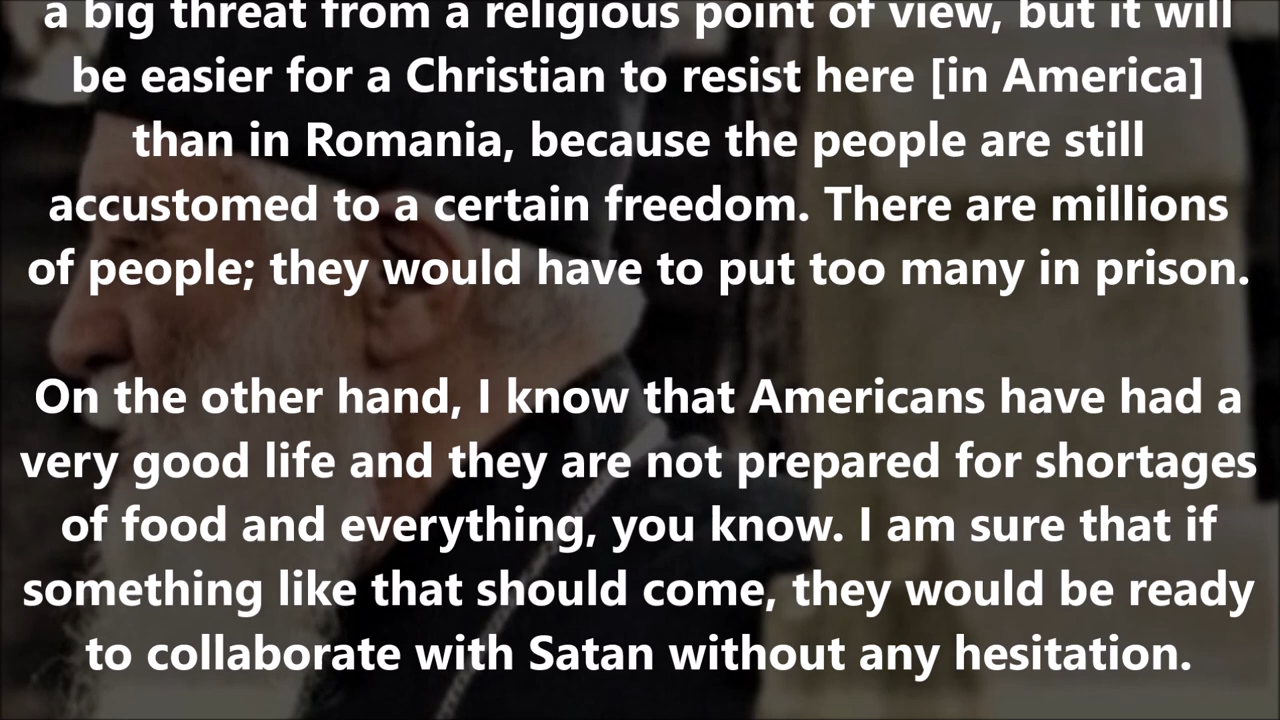 a big threat from a religious point of view, but it will
be easier for a Christian to resist here [in America]
than in Romania, because the people are still
accustomed to a certain freedom. There are millions
of people; they would have to put too many in prison.
On the other hand, I know that Americans have had a
very good life and they are not prepared for shortages
of food and everything, you know. I am sure that if
something like that should come, they would be ready
to collaborate with Satan without any hesitation.